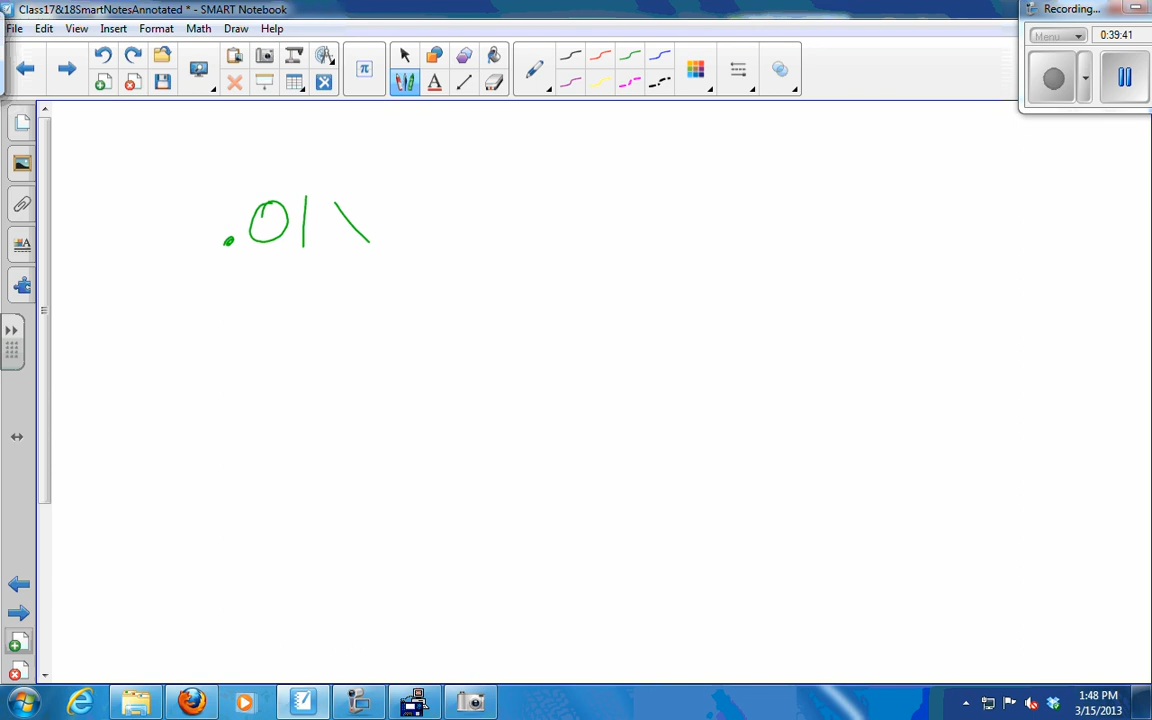 Class17&18SmartNotesAnnotated * - SMART Notebook
Recording...
File Edit View Insert Format Math Draw Help
Menu
0:39:41
π
A
.01\
1:48 PM
3/15/2013